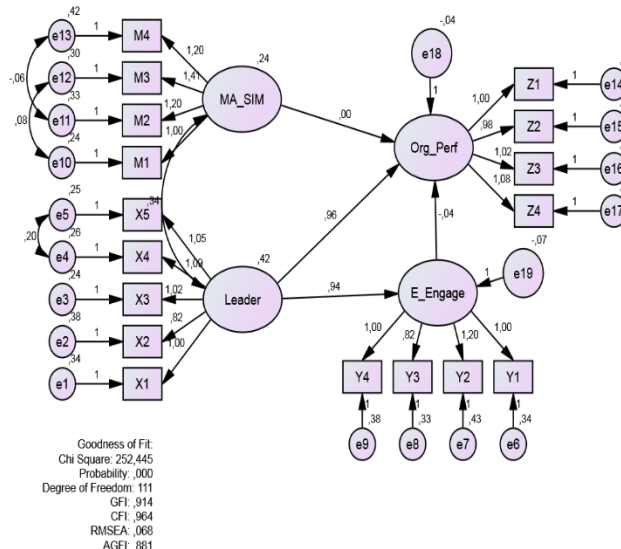 ,42
e13 1 M4
,30
e12 1 M3
-,06
,33
e11 1 M2
,08
,24
e10 1 M1
1,20
1,41
1,20
1,00
,24
MA_SIM
,00
-,04
e18
1
Org_Perf
1,00
,98
1,02
1,08
Z1 1 e14
Z2 1 e15
Z3 1 e16
Z4 1 e17
,34
,96
-,04
,25
e5 1 X5
,20
,26
e4 1 X4
,24
e3 1 X3
,38
e2 1 X2
,34
e1 1 X1
1,05
1,09
1,02
,82
1,00
,42
Leader
,94
E_Engage
-,07
1 e19
1,00 ,82 1,20 1,00
Y4 Y3 Y2 Y1
1 1 1 1
,38 ,33 ,43 ,34
e9 e8 e7 e6
Goodness of Fit:
Chi Square: 252,445
Probability: ,000
Degree of Freedom: 111
GFI: ,914
CFI: ,964
RMSEA: ,068
AGFI: ,881